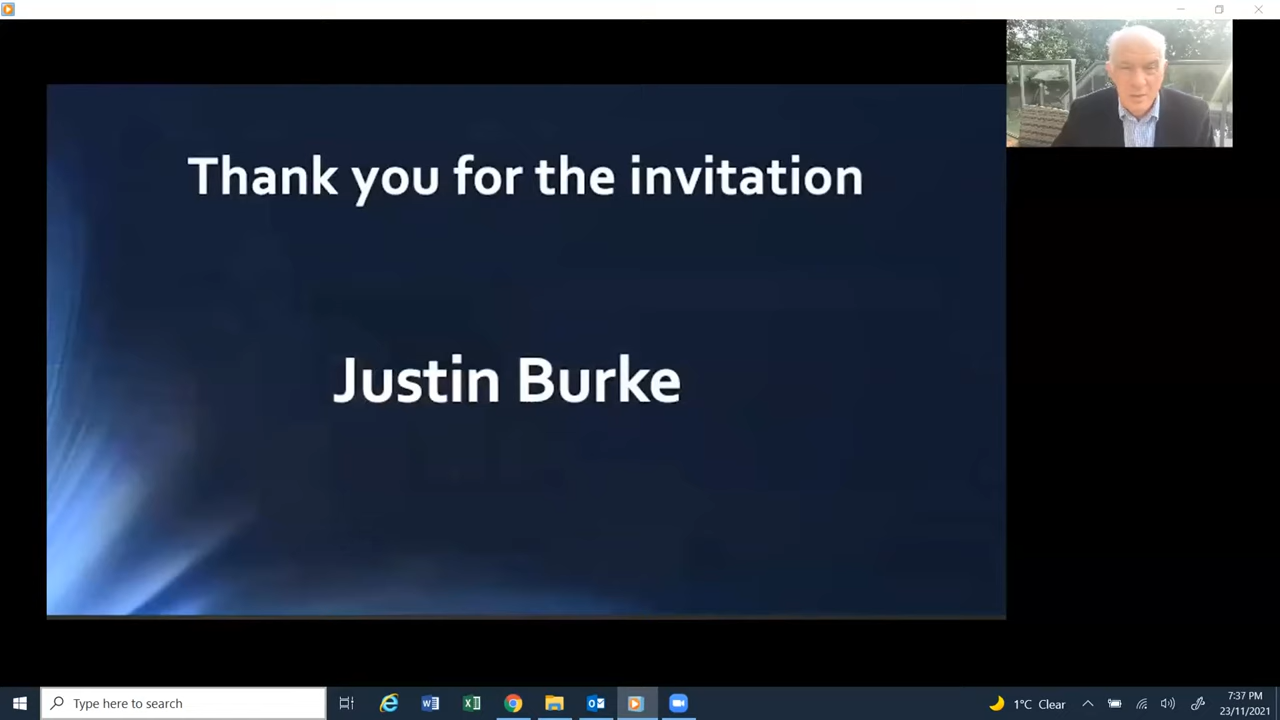 Thank you for the invitation
Justin Burke
Type here to search
1°C Clear
7:37 PM
23/11/2021